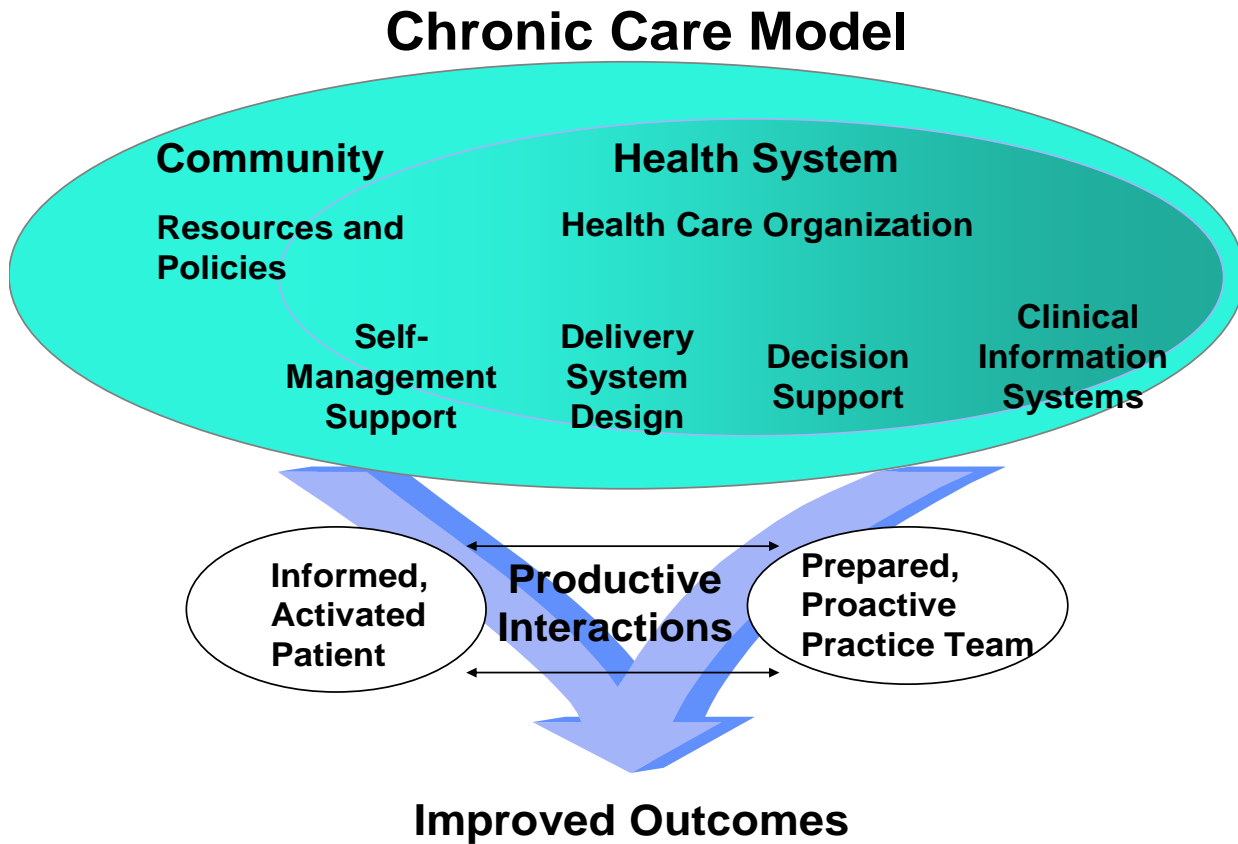 Chronic Care Model
Community
Health System
Resources and
Policies
Health Care Organization
Self-
Management
Support
Delivery
System
Design
Decision
Support
Clinical
Information
Systems
Informed,
Activated
Patient
Productive
Interactions
Prepared,
Proactive
Practice Team
Improved Outcomes